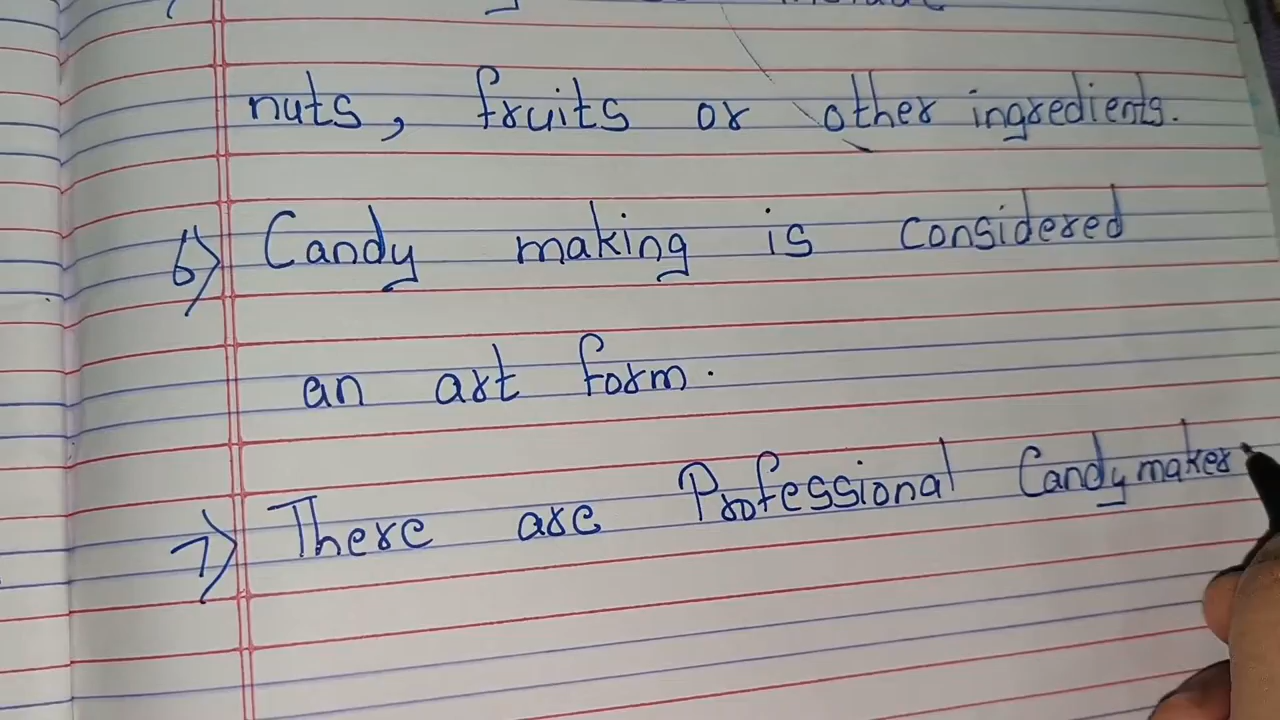 nuts, fruits or other ingredients.
6) Candy making is considered
an art form.
7) There are Professional Candymaker